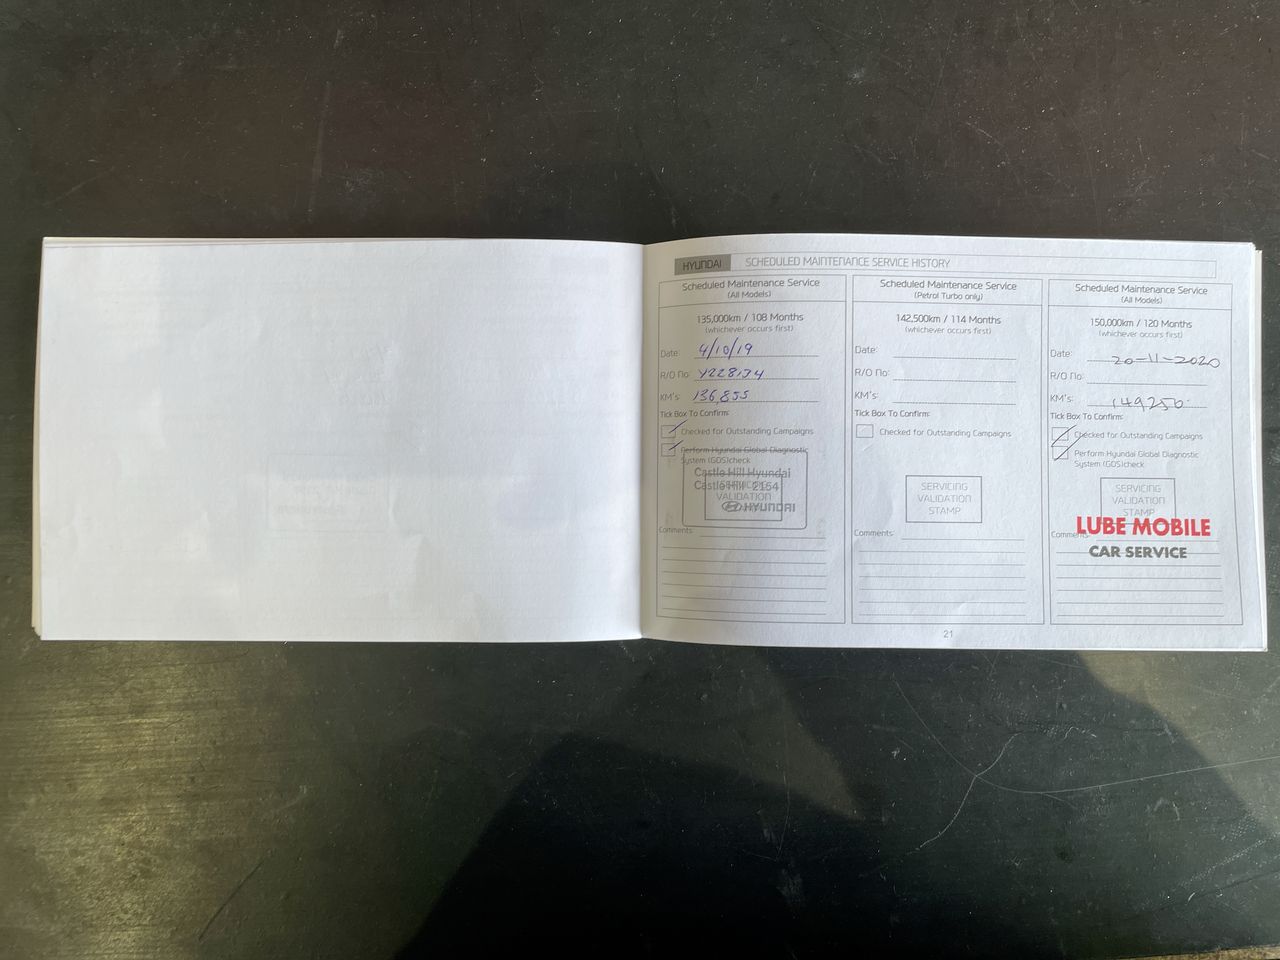 HYUNDAI SCHEDULED MAINTENANCE SERVICE HISTORY
Scheduled Maintenance Service
(All Models)
135,000km / 108 Months
(whichever occurs first)
Date: 4/10/19
R/O No:
KM's: 136,855
Tick Box To Confirm:
Checked for Outstanding Campaigns
Perform Hyundai Global Diagnostic
System (GDS)check
Castle Hill Hyundai
Castle Hill 2154
SERVICING
VALIDATION
HYUNDAI
Comments:
Scheduled Maintenance Service
(Petrol Turbo only)
142,500km / 114 Months
(whichever occurs first)
Date:
R/O No:
KM's:
Tick Box To Confirm:
Checked for Outstanding Campaigns
SERVICING
VALIDATION
STAMP
Comments:
Scheduled Maintenance Service
(All Models)
150,000km / 120 Months
(whichever occurs first)
Date: 20-11-2020
R/O No:
KM's: 149250
Tick Box To Confirm:
Checked for Outstanding Campaigns
Perform Hyundai Global Diagnostic
System (GDS)check
SERVICING
VALIDATION
STAMP
LUBE MOBILE
CAR SERVICE
21